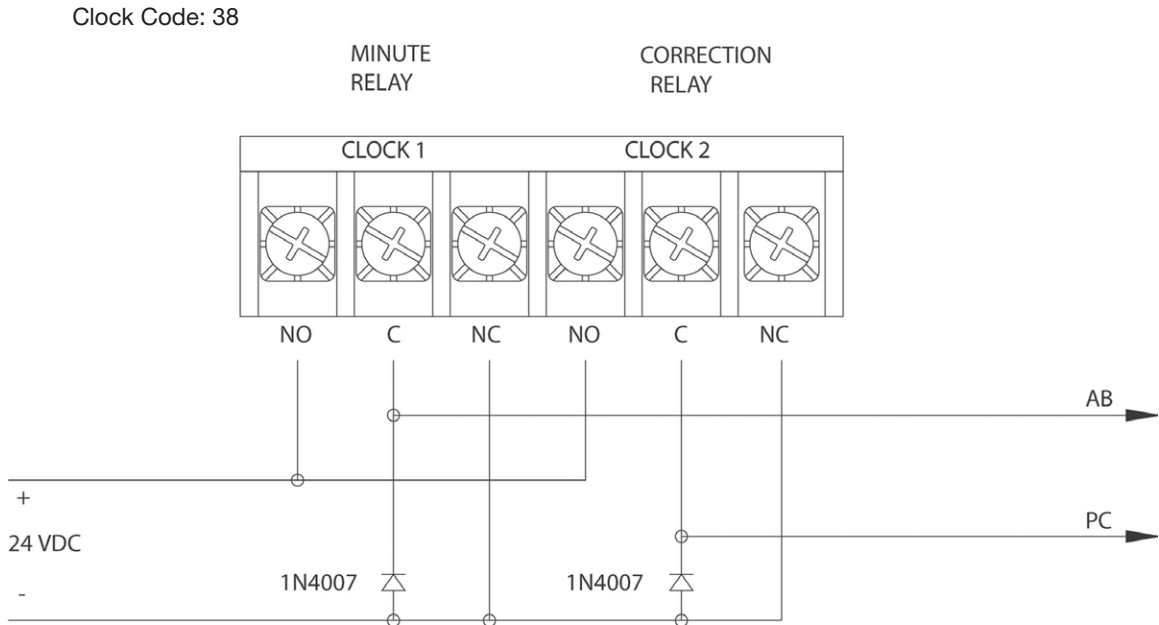 Clock Code: 38
MINUTE
RELAY
CORRECTION
RELAY
CLOCK 1
CLOCK 2
NO
C
NC
NO
C
NC
AB
+
24 VDC
-
PC
1N4007
1N4007